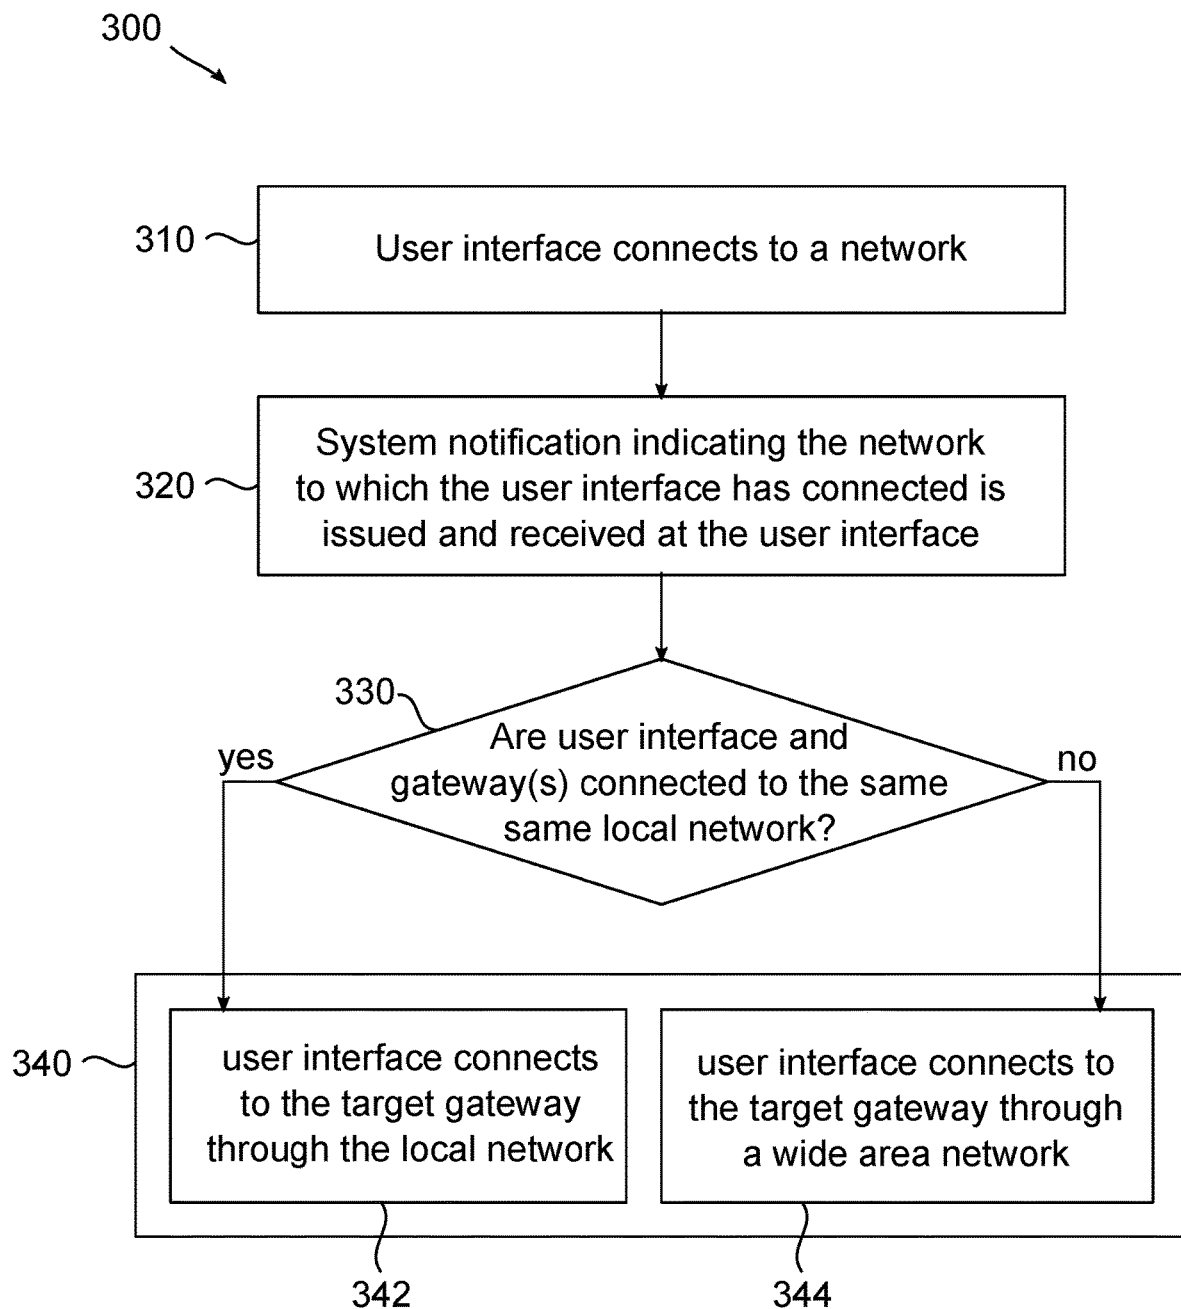 300
310
User interface connects to a network
320
System notification indicating the network
to which the user interface has connected is
issued and received at the user interface
330
Are user interface and
gateway(s) connected to the same
same local network?
yes
no
340
user interface connects
to the target gateway
through the local network
user interface connects to
the target gateway through
a wide area network
342
344